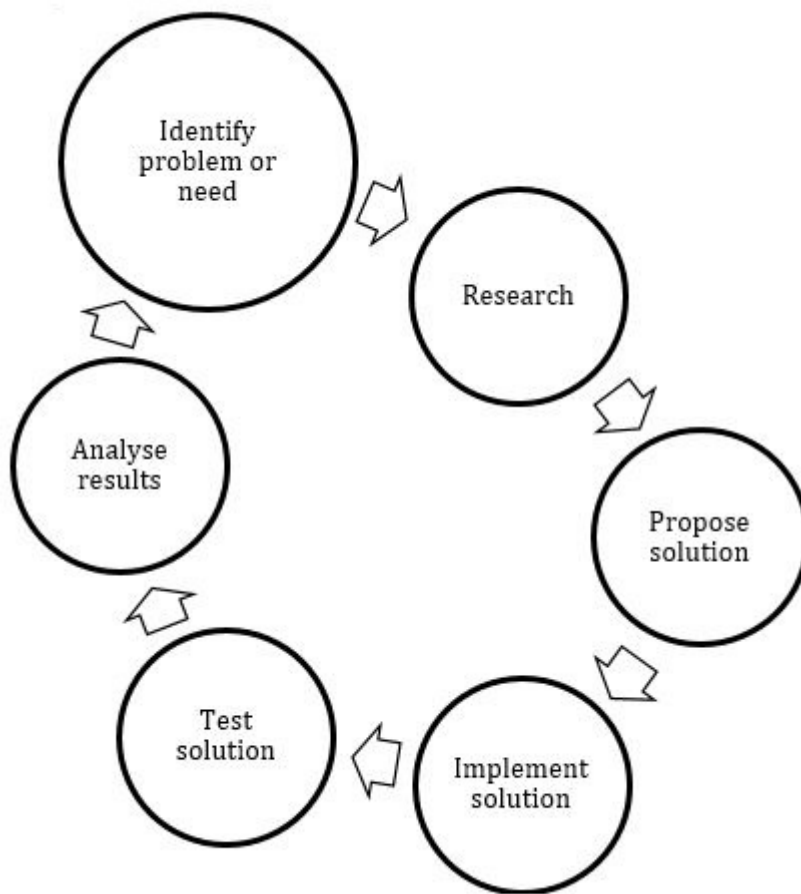 Identify
problem or
need
Research
Propose
solution
Implement
solution
Test
solution
Analyse
results